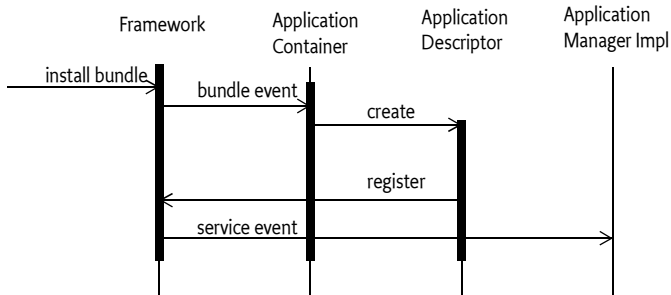 Framework
Application
Container
Application
Descriptor
Application
Manager Impl
install bundle
bundle event
create
register
service event